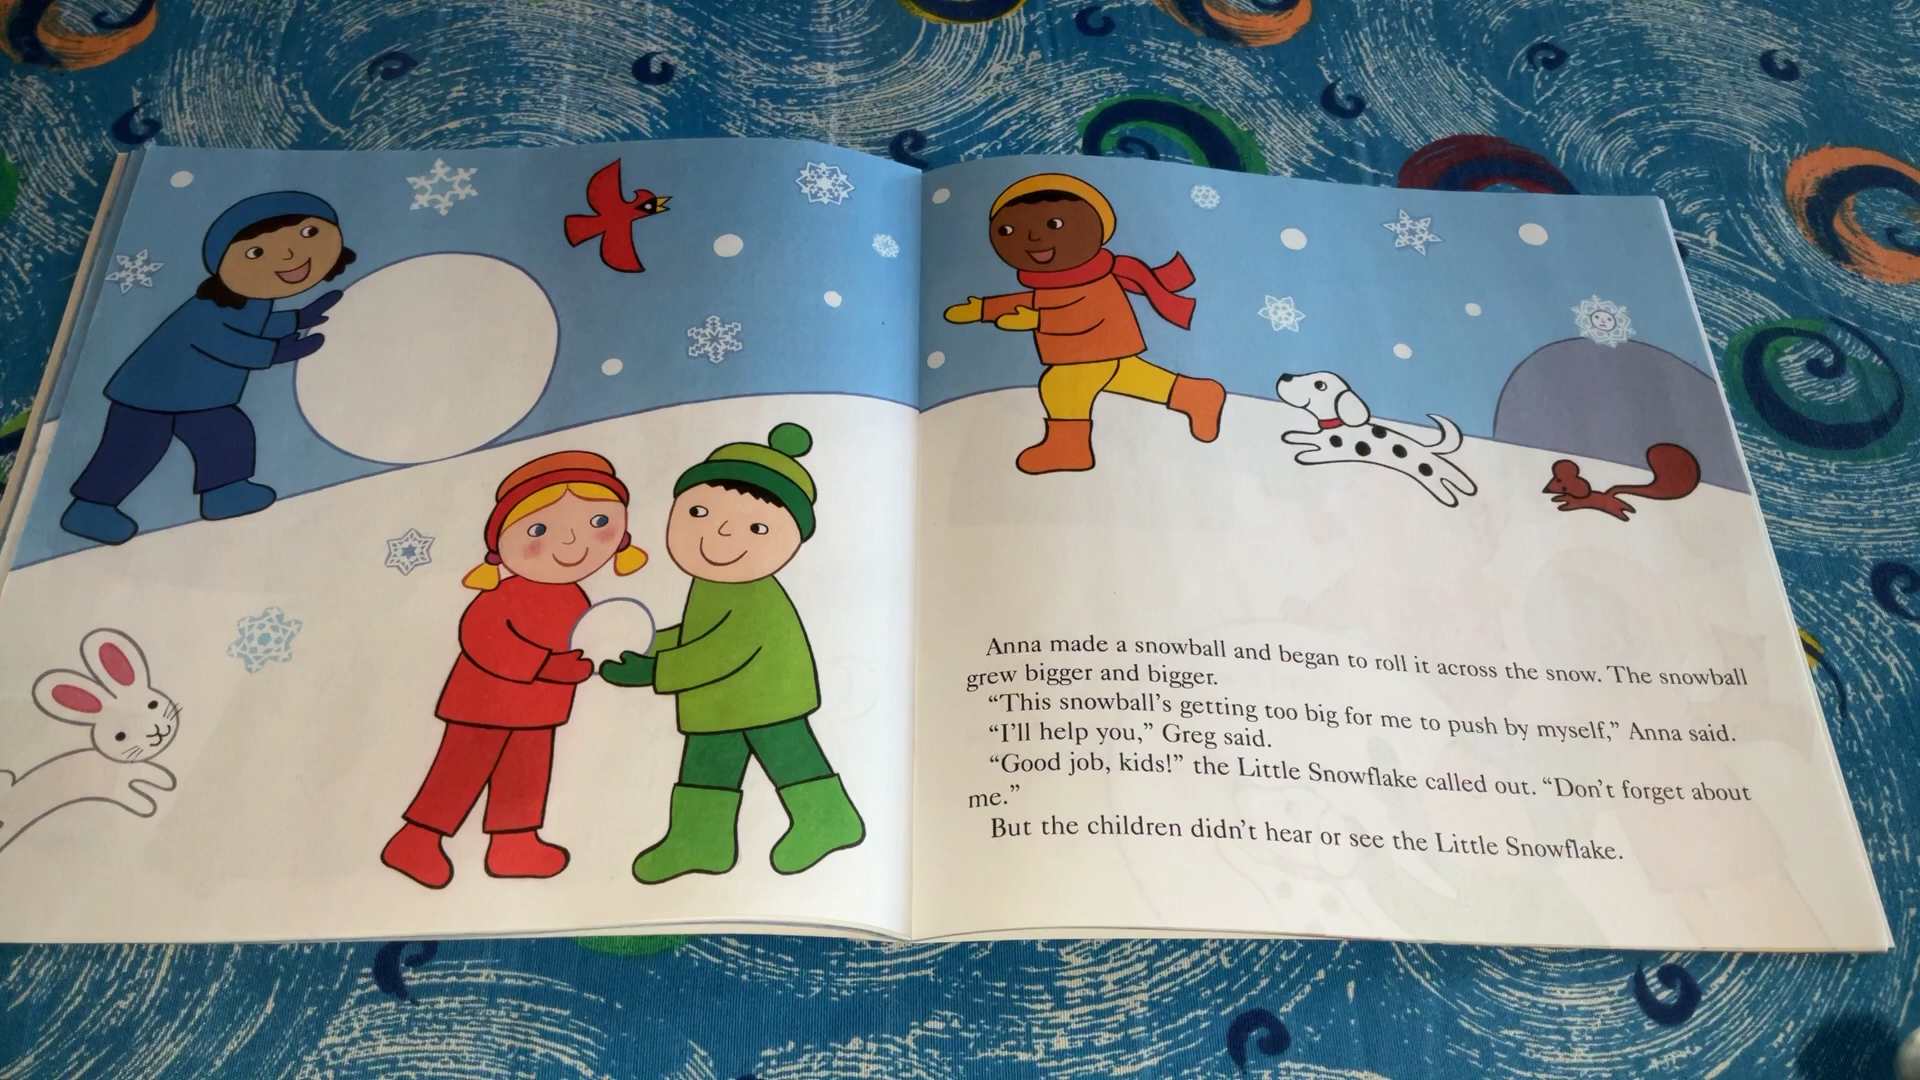 Anna made a snowball and began to roll it across the snow. The snowball
grew bigger and bigger.
“This snowball’s getting too big for me to push by myself,” Anna said.
“I’ll help you,” Greg said.
“Good job, kids!” the Little Snowflake called out. “Don’t forget about
me.”
But the children didn’t hear or see the Little Snowflake.